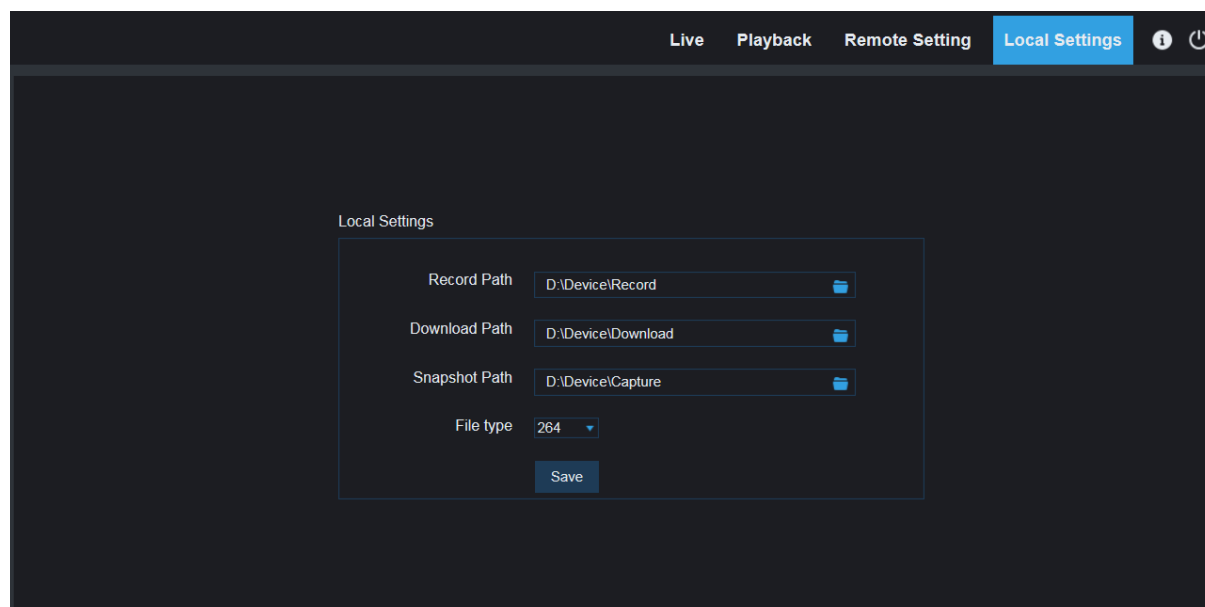 Live Playback Remote Setting Local Settings
Local Settings
Record Path D:\Device\Record
Download Path D:\Device\Download
Snapshot Path D:\Device\Capture
File type 264
Save